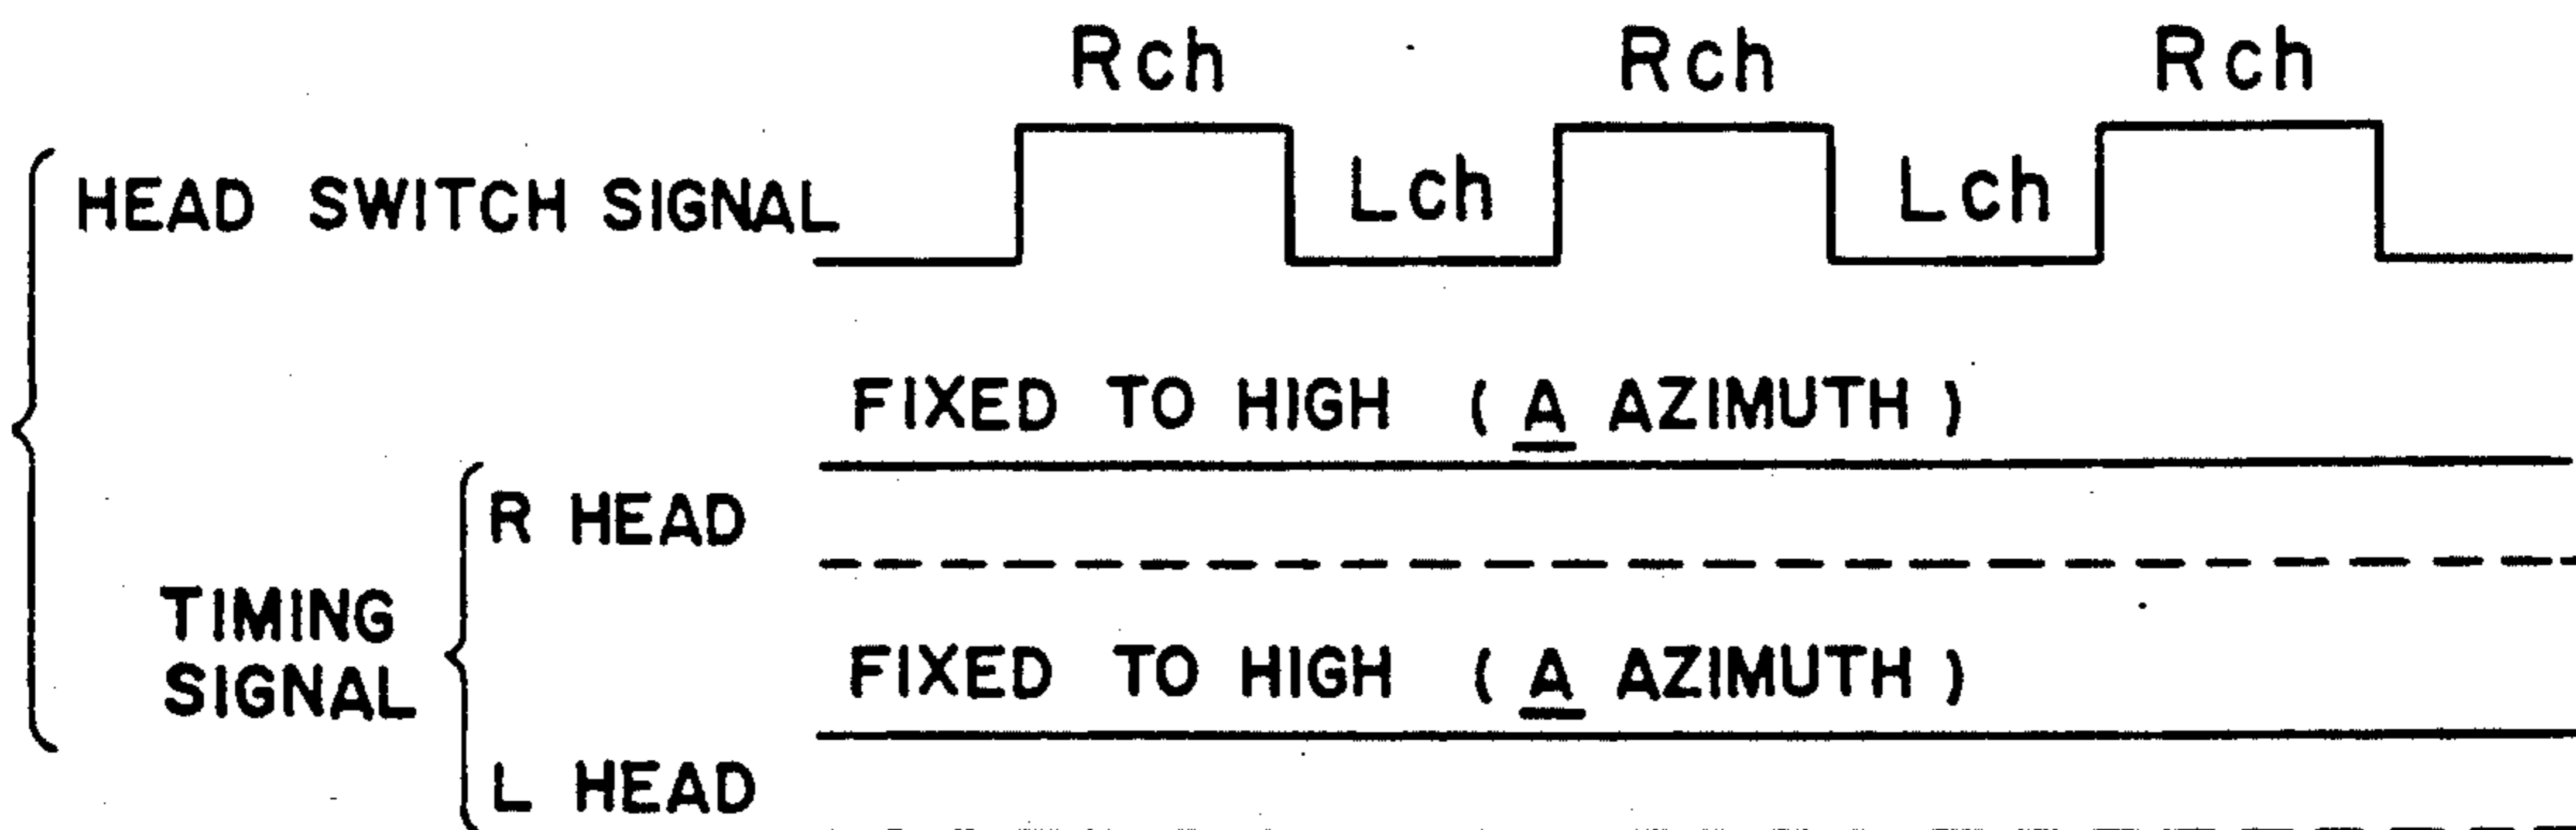 Rch Rch Rch
HEAD SWITCH SIGNAL Lch Lch
FIXED TO HIGH ( A AZIMUTH )
R HEAD
TIMING
SIGNAL
FIXED TO HIGH ( A AZIMUTH )
L HEAD